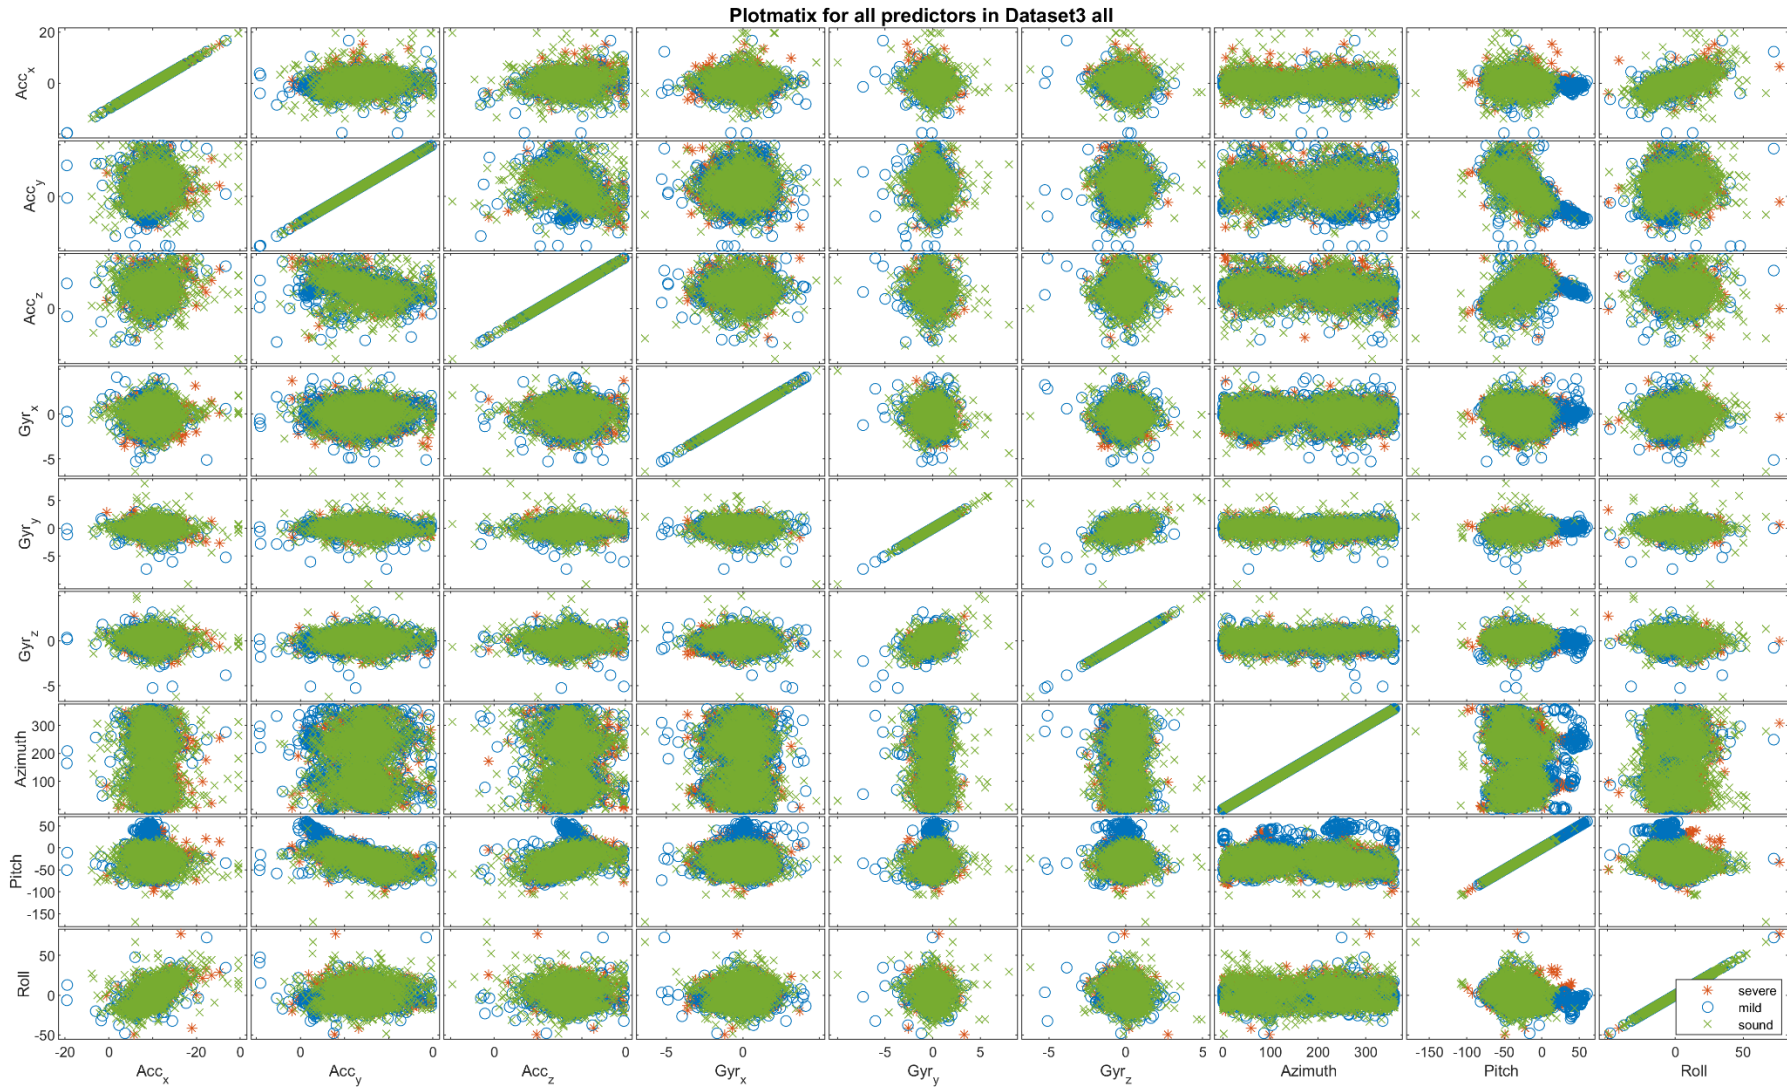 Plotmatix for all predictors in Dataset3 all
20
0
Acc_x
0
Acc_y
0
Acc_z
0
-5
Gyr_x
5
0
-5
Gyr_y
0
-5
Gyr_z
300
200
100
Azimuth
50
0
-50
-100
-150
Pitch
50
0
-50
Roll
severe
mild
sound
-20 0 -20 0 0 0 0 -5 0 5 -5 0 5 -5 0 5 0 100 200 300 -150 -100 -50 0 50 0 50
Acc_x Acc_y Acc_z Gyr_x Gyr_y Gyr_z Azimuth Pitch Roll